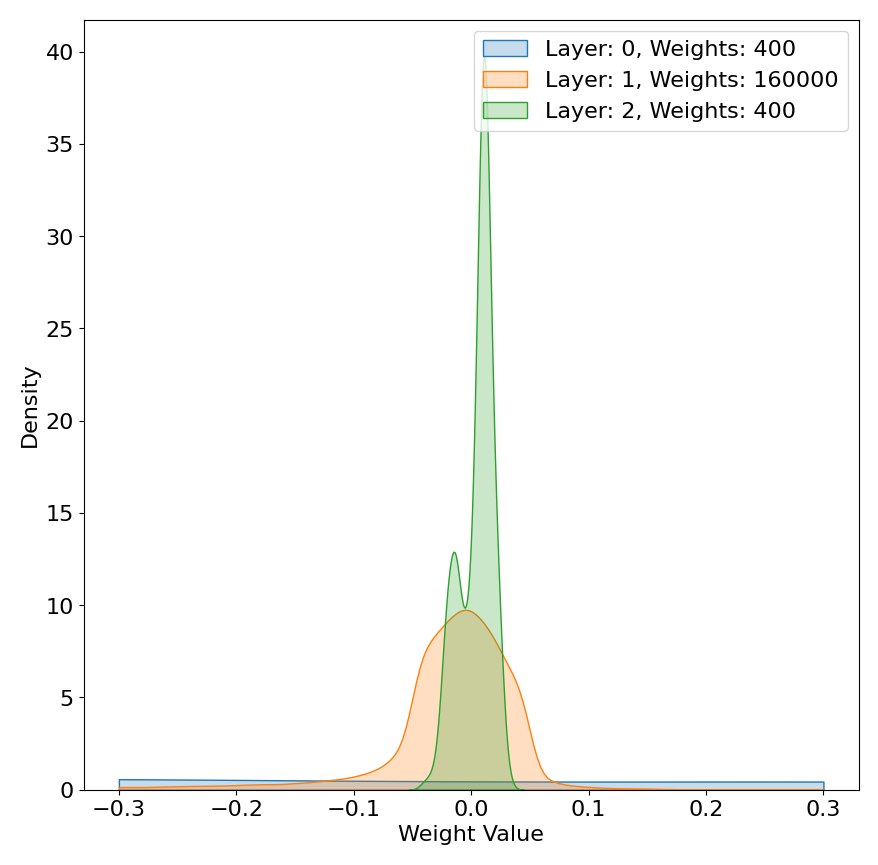 Layer: 0, Weights: 400
Layer: 1, Weights: 160000
Layer: 2, Weights: 400
40
35
30
25
20
15
10
5
0
Density
−0.3 −0.2 −0.1 0.0 0.1 0.2 0.3
Weight Value